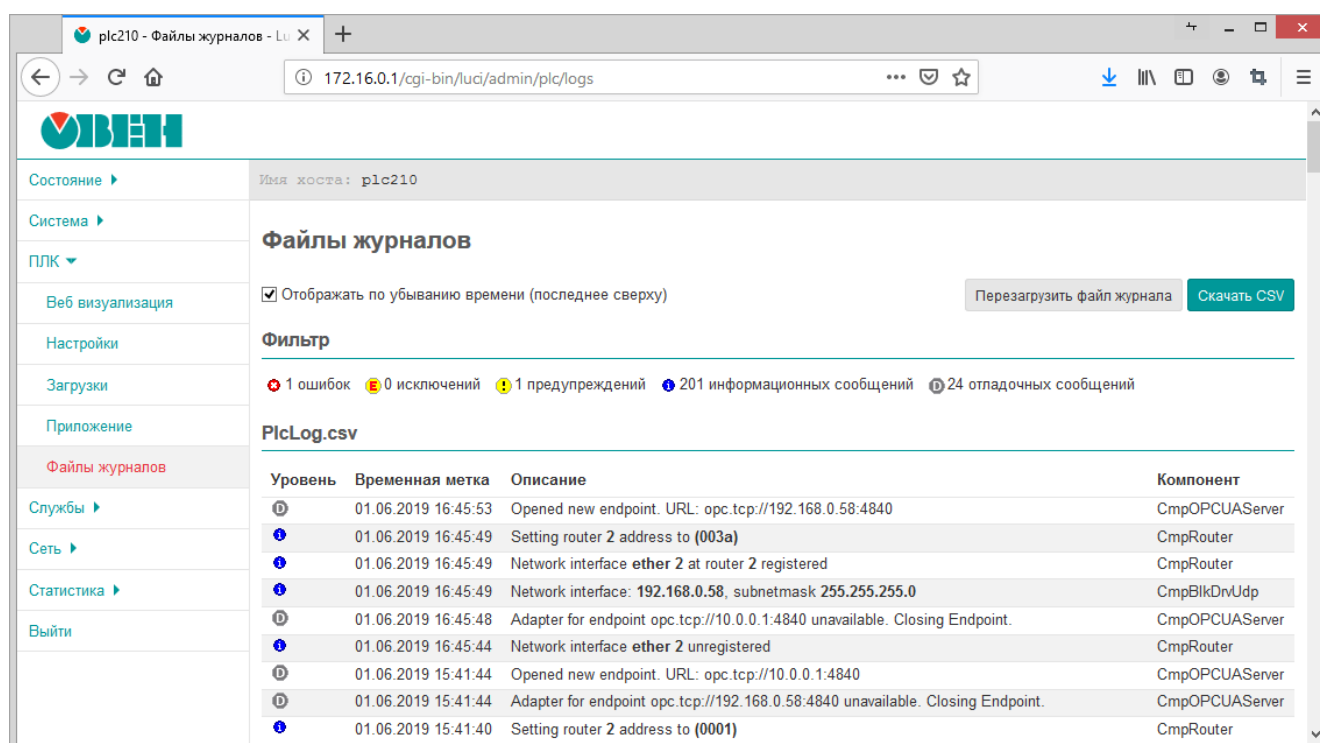 plc210 - Файлы журналов - Lu
172.16.0.1/cgi-bin/luci/admin/plc/logs
ОВЕН
Состояние
Система
ПЛК
Веб визуализация
Настройки
Загрузки
Приложение
Файлы журналов
Службы
Сеть
Статистика
Выйти
Имя хоста: plc210
Файлы журналов
Отображать по убыванию времени (последнее сверху)
Перезагрузить файл журнала Скачать CSV
Фильтр
1 ошибок E 0 исключений ! 1 предупреждений i 201 информационных сообщений D 24 отладочных сообщений
PlcLog.csv
Уровень Временная метка Описание Компонент
D 01.06.2019 16:45:53 Opened new endpoint. URL: opc.tcp://192.168.0.58:4840 CmpOPCUAServer
i 01.06.2019 16:45:49 Setting router 2 address to (003a) CmpRouter
i 01.06.2019 16:45:49 Network interface ether 2 at router 2 registered CmpRouter
i 01.06.2019 16:45:49 Network interface: 192.168.0.58, subnetmask 255.255.255.0 CmpBlkDrvUdp
D 01.06.2019 16:45:48 Adapter for endpoint opc.tcp://10.0.0.1:4840 unavailable. Closing Endpoint. CmpOPCUAServer
i 01.06.2019 16:45:44 Network interface ether 2 unregistered CmpRouter
D 01.06.2019 15:41:44 Opened new endpoint. URL: opc.tcp://10.0.0.1:4840 CmpOPCUAServer
D 01.06.2019 15:41:44 Adapter for endpoint opc.tcp://192.168.0.58:4840 unavailable. Closing Endpoint. CmpOPCUAServer
i 01.06.2019 15:41:40 Setting router 2 address to (0001) CmpRouter